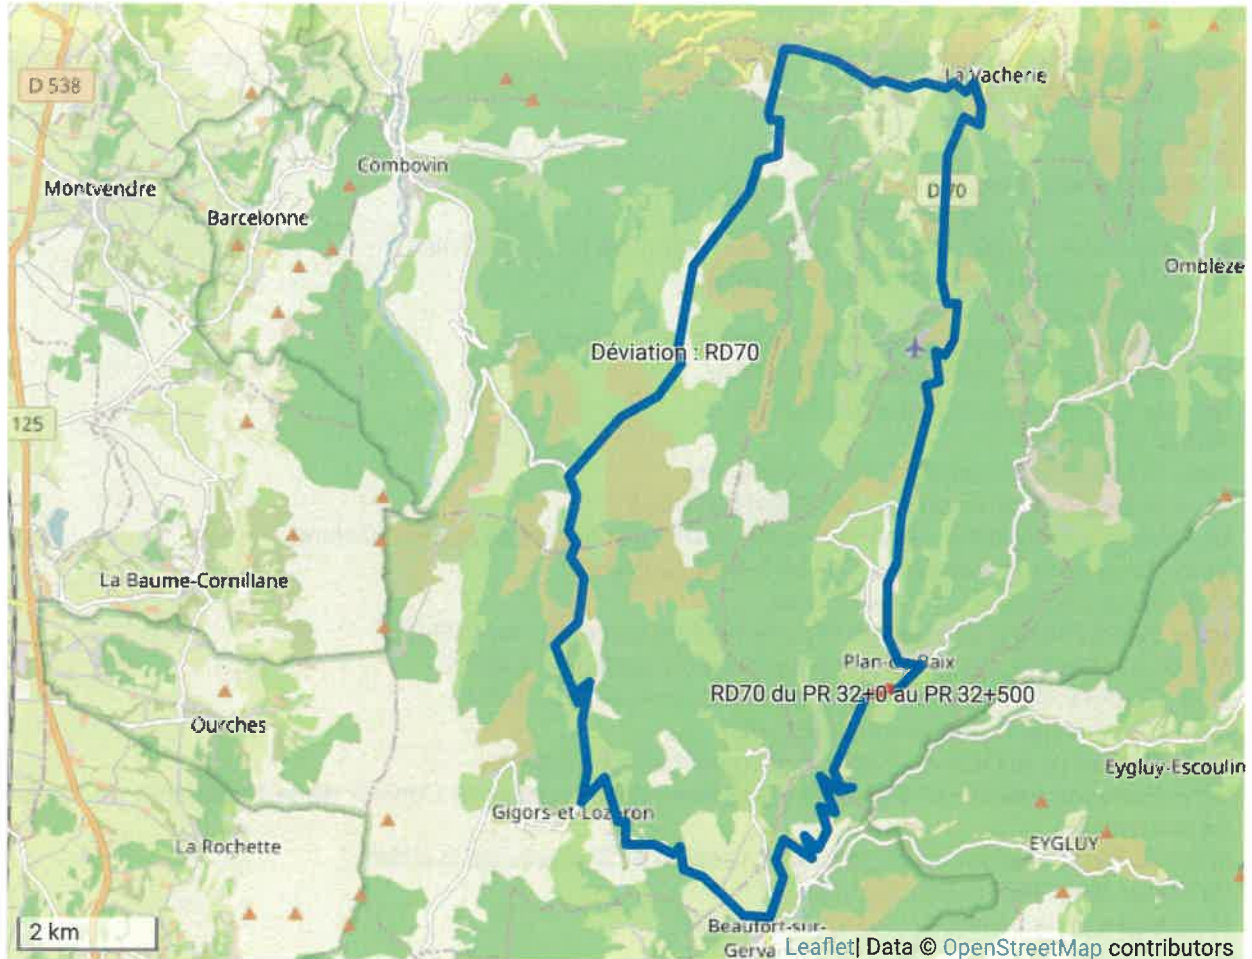 La Vacherie
D 538
Combovin
Montvendre
D 70
Barcelonne
Ombléze
Déviation : RD70
125
La Baume-Cornillane
Plan-de-Baix
RD70 du PR 32+0 au PR 32+500
Ourches
Eygluy-Escoulin
Gigors-et-Lozeron
La Rochette
EYGLUY
2 km
Beaufort-sur-
Gerva
Leaflet| Data © OpenStreetMap contributors